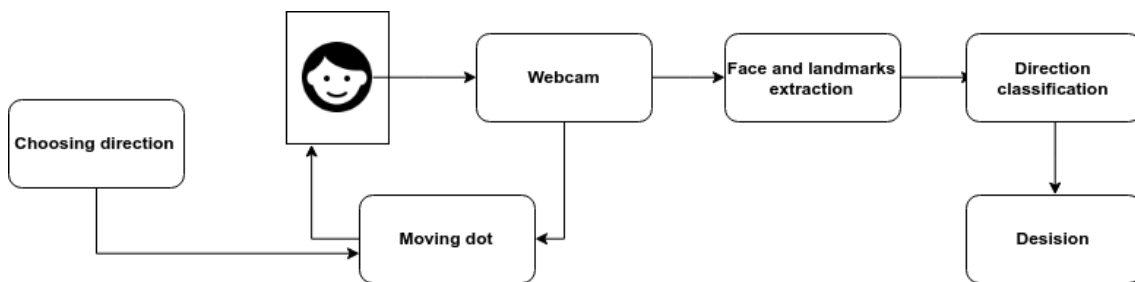 Choosing direction
Webcam
Moving dot
Face and landmarks
extraction
Direction
classification
Desision